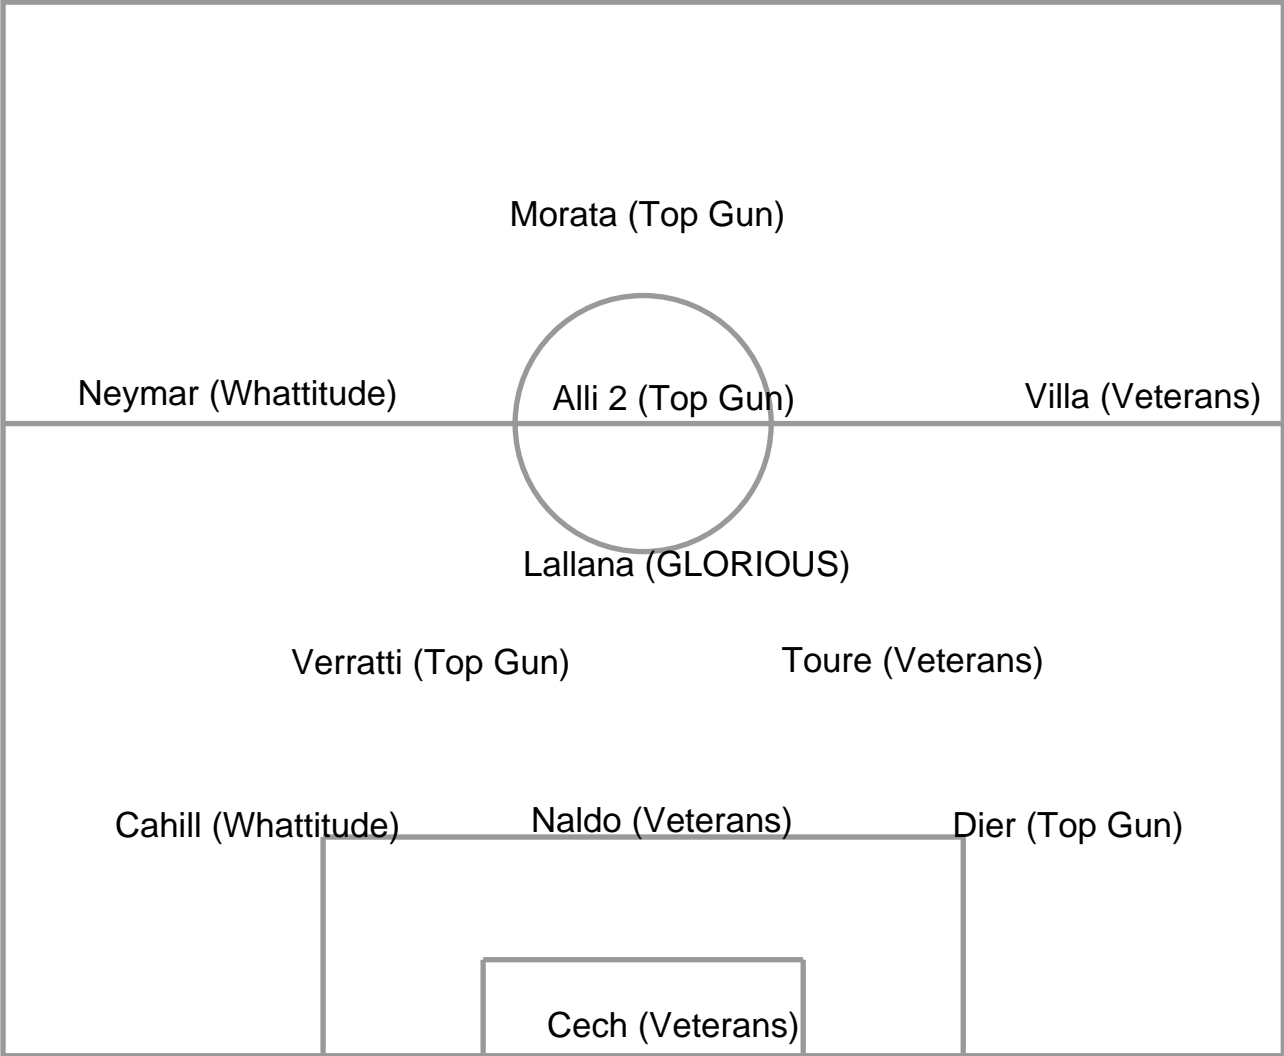 Morata (Top Gun)
Neymar (Whattitude)
Alli 2 (Top Gun)
Villa (Veterans)
Lallana (GLORIOUS)
Verratti (Top Gun)
Toure (Veterans)
Cahill (Whattitude)
Naldo (Veterans)
Dier (Top Gun)
Cech (Veterans)